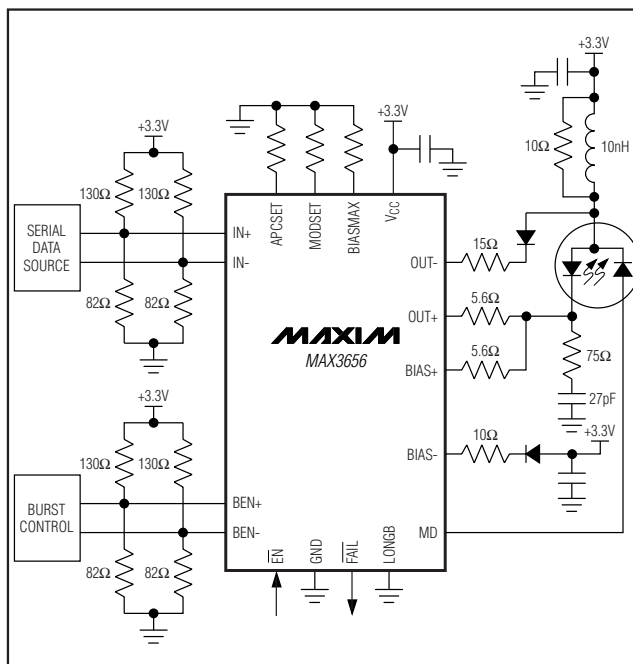 +3.3V
+3.3V
10Ω
10nH
+3.3V
130Ω
130Ω
SERIAL
DATA
SOURCE
82Ω
82Ω
IN+
IN-
APCSET
MODSET
BIASMAX
VCC
OUT-
15Ω
OUT+
5.6Ω
BIAS+
5.6Ω
75Ω
27pF
MAXIM
MAX3656
+3.3V
BIAS-
10Ω
+3.3V
130Ω
130Ω
BURST
CONTROL
BEN+
BEN-
82Ω
82Ω
EN
GND
FAIL
LONGB
MD